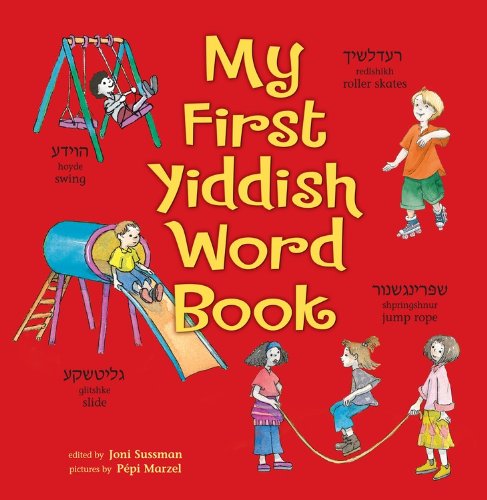 My
First
Yiddish
Word
Book
רעדלשיך
redlshikh
roller skates
הוידע
hoyde
swing
שפּרינגשנור
shpringshnur
jump rope
גליטשקע
glitshke
slide
edited by Joni Sussman
pictures by Pépi Marzel